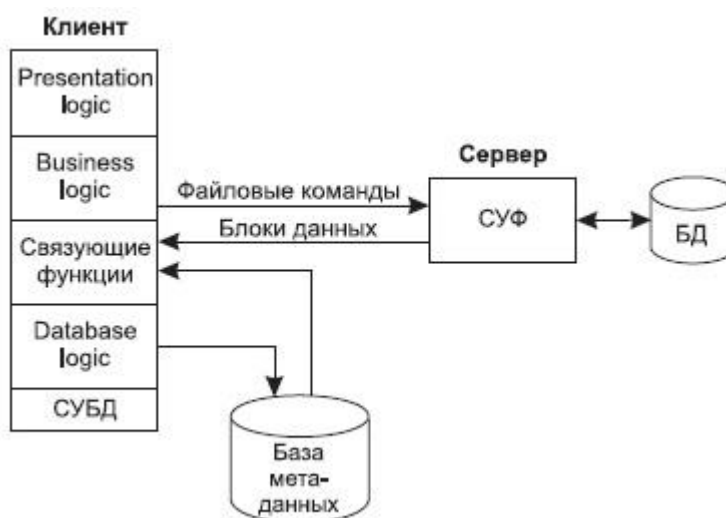 Клиент
Presentation
logic
Business
logic
Связующие
функции
Database
logic
СУБД
Файловые команды
Блоки данных
Сервер
СУФ
БД
База
мета-
данных